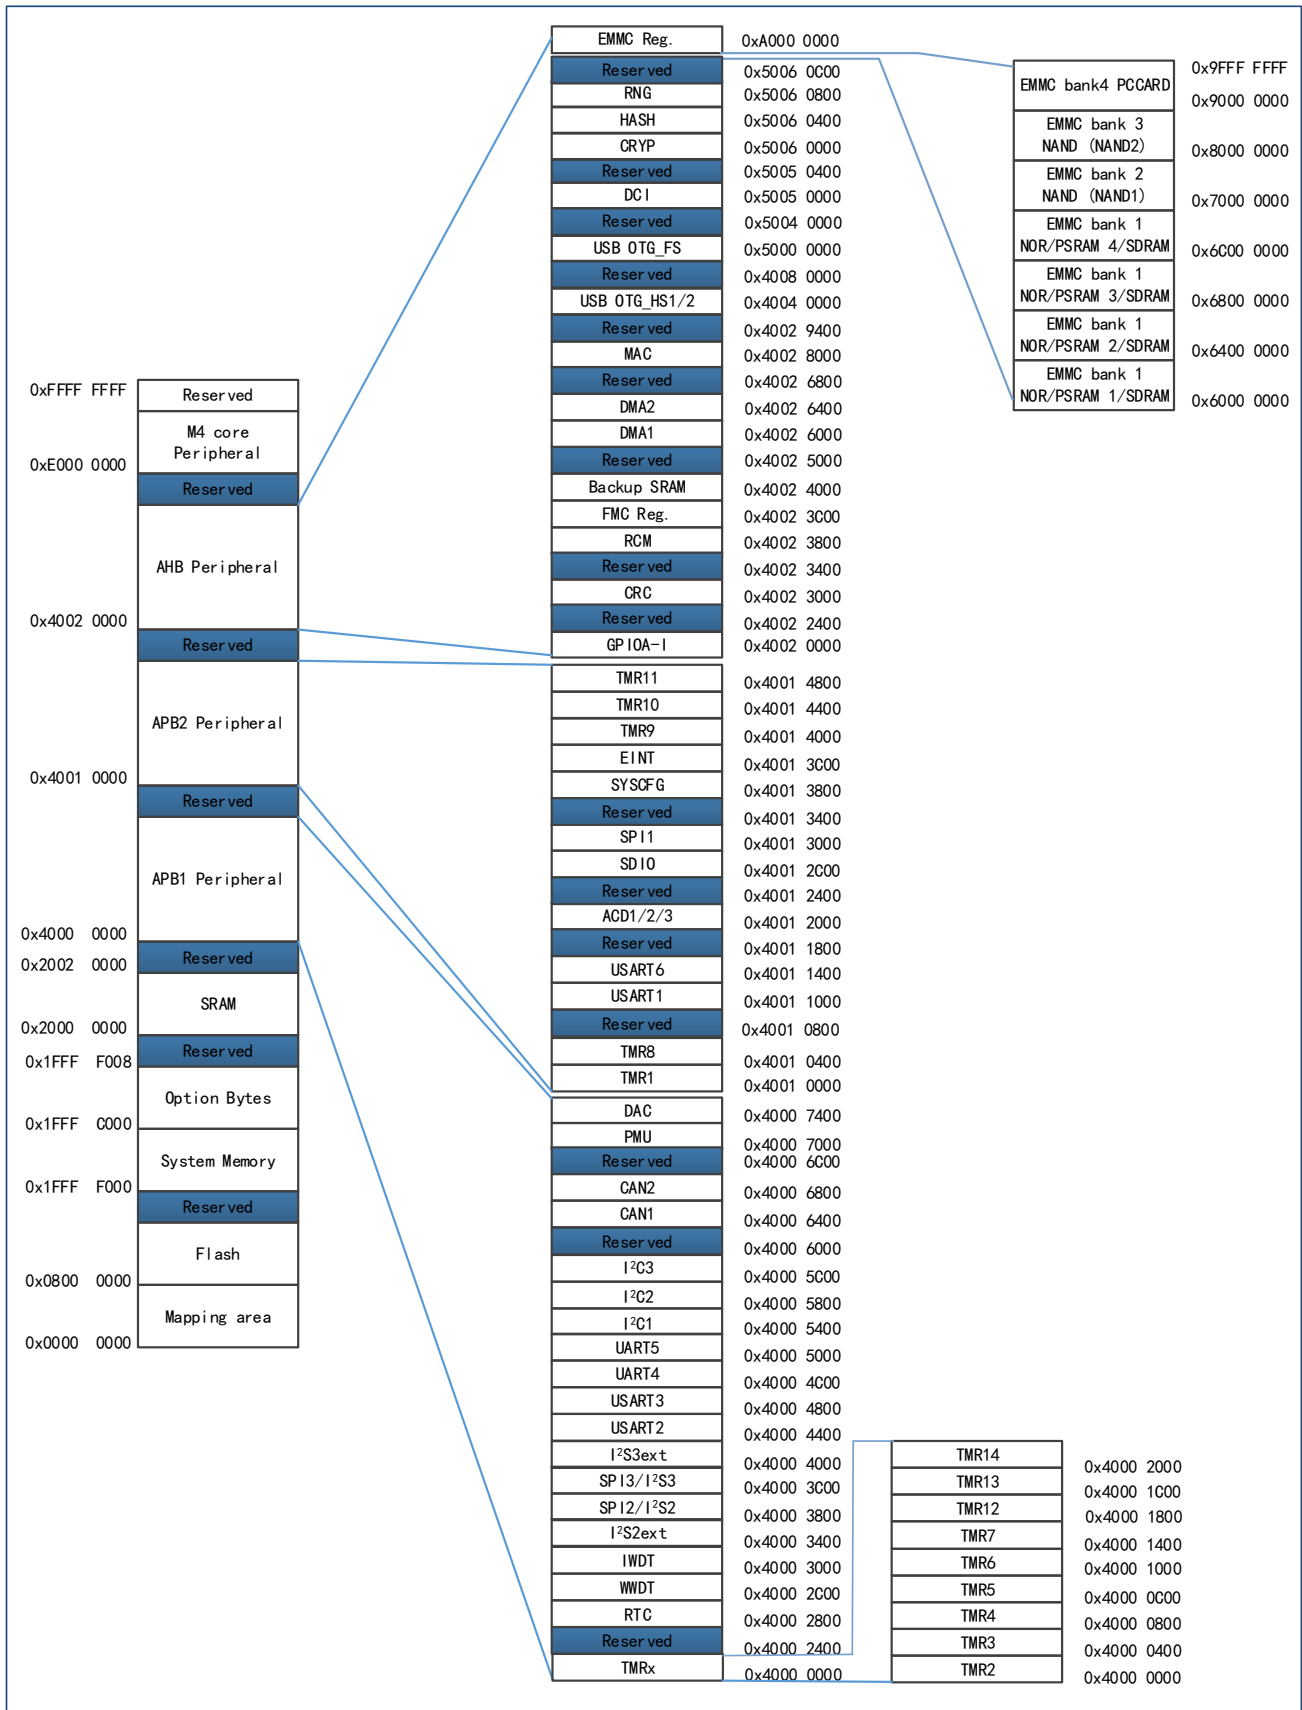 0xFFFF FFFF
Reserved
M4 core
Peripheral
0xE000 0000
Reserved
AHB Peripheral
0x4002 0000
Reserved
APB2 Peripheral
0x4001 0000
Reserved
APB1 Peripheral
0x4000 0000
Reserved
0x2002 0000
SRAM
0x2000 0000
Reserved
0x1FFF F008
Option Bytes
0x1FFF C000
System Memory
0x1FFF F000
Reserved
Flash
0x0800 0000
Mapping area
0x0000 0000
EMMC Reg. 0xA000 0000
Reserved 0x5006 0C00
RNG 0x5006 0800
HASH 0x5006 0400
CRYP 0x5006 0000
Reserved 0x5005 0400
DCI 0x5005 0000
Reserved 0x5004 0000
USB OTG_FS 0x5000 0000
Reserved 0x4008 0000
USB OTG_HS1/2 0x4004 0000
Reserved 0x4002 9400
MAC 0x4002 8000
Reserved 0x4002 6800
DMA2 0x4002 6400
DMA1 0x4002 6000
Reserved 0x4002 5000
Backup SRAM 0x4002 4000
FMC Reg. 0x4002 3C00
RCM 0x4002 3800
Reserved 0x4002 3400
CRC 0x4002 3000
Reserved 0x4002 2400
GPIOA-I 0x4002 0000
TMR11 0x4001 4800
TMR10 0x4001 4400
TMR9 0x4001 4000
EINT 0x4001 3C00
SYSCFG 0x4001 3800
Reserved 0x4001 3400
SPI1 0x4001 3000
SDIO 0x4001 2C00
Reserved 0x4001 2400
ACD1/2/3 0x4001 2000
Reserved 0x4001 1800
USART6 0x4001 1400
USART1 0x4001 1000
Reserved 0x4001 0800
TMR8 0x4001 0400
TMR1 0x4001 0000
DAC 0x4000 7400
PMU 0x4000 7000
Reserved 0x4000 6C00
CAN2 0x4000 6800
CAN1 0x4000 6400
Reserved 0x4000 6000
I²C3 0x4000 5C00
I²C2 0x4000 5800
I²C1 0x4000 5400
UART5 0x4000 5000
UART4 0x4000 4C00
USART3 0x4000 4800
USART2 0x4000 4400
I²S3ext 0x4000 4000
SPI3/I²S3 0x4000 3C00
SPI2/I²S2 0x4000 3800
I²S2ext 0x4000 3400
IWDT 0x4000 3000
WWDT 0x4000 2C00
RTC 0x4000 2800
Reserved 0x4000 2400
TMRx 0x4000 0000
0x9FFF FFFF
EMMC bank4 PCCARD
0x9000 0000
EMMC bank 3
NAND (NAND2) 0x8000 0000
EMMC bank 2
NAND (NAND1) 0x7000 0000
EMMC bank 1
NOR/PSRAM 4/SDRAM 0x6C00 0000
EMMC bank 1
NOR/PSRAM 3/SDRAM 0x6800 0000
EMMC bank 1
NOR/PSRAM 2/SDRAM 0x6400 0000
EMMC bank 1
NOR/PSRAM 1/SDRAM 0x6000 0000
TMR14 0x4000 2000
TMR13 0x4000 1C00
TMR12 0x4000 1800
TMR7 0x4000 1400
TMR6 0x4000 1000
TMR5 0x4000 0C00
TMR4 0x4000 0800
TMR3 0x4000 0400
TMR2 0x4000 0000